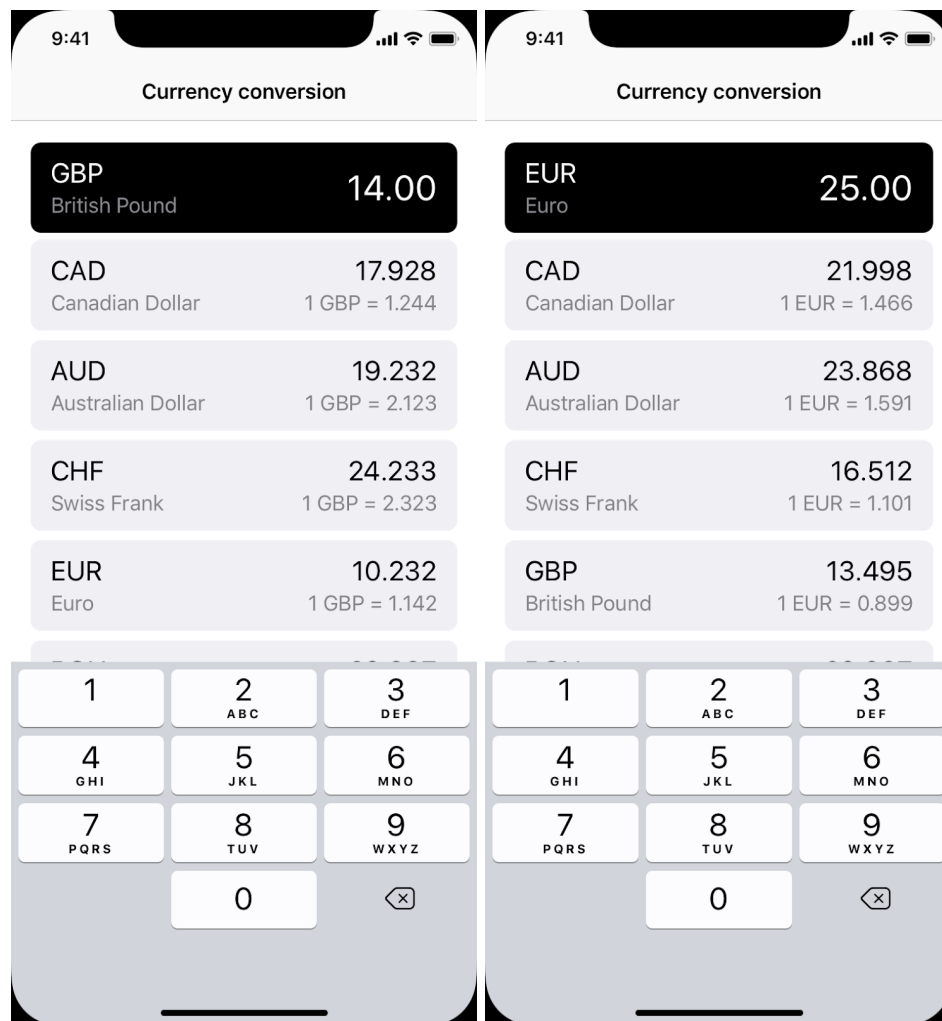 9:41
Currency conversion
GBP
British Pound
14.00
CAD
Canadian Dollar
17.928
1 GBP = 1.244
AUD
Australian Dollar
19.232
1 GBP = 2.123
CHF
Swiss Frank
24.233
1 GBP = 2.323
EUR
Euro
10.232
1 GBP = 1.142
1
2
ABC
3
DEF
4
GHI
5
JKL
6
MNO
7
PQRS
8
TUV
9
WXYZ
0
9:41
Currency conversion
EUR
Euro
25.00
CAD
Canadian Dollar
21.998
1 EUR = 1.466
AUD
Australian Dollar
23.868
1 EUR = 1.591
CHF
Swiss Frank
16.512
1 EUR = 1.101
GBP
British Pound
13.495
1 EUR = 0.899
1
2
ABC
3
DEF
4
GHI
5
JKL
6
MNO
7
PQRS
8
TUV
9
WXYZ
0